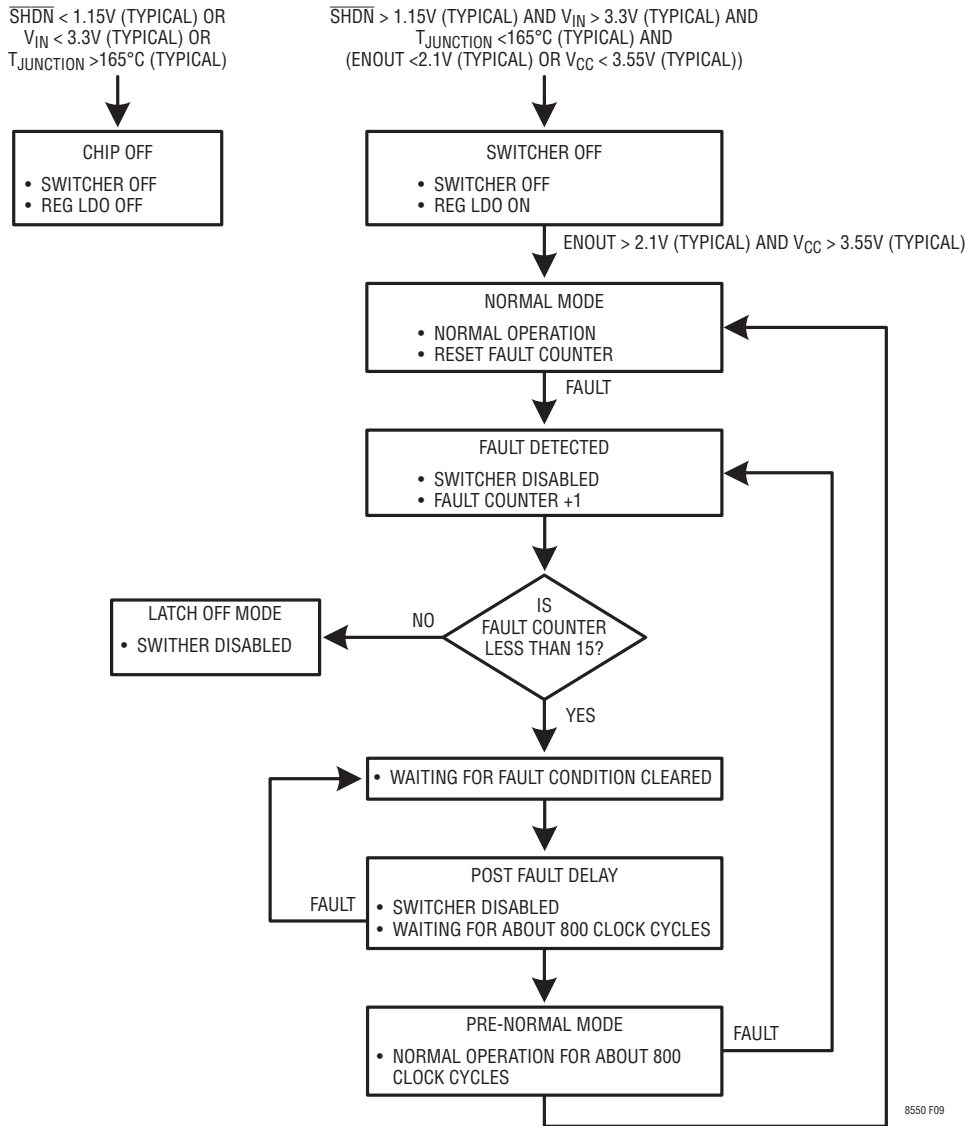 SHDN < 1.15V (TYPICAL) OR
VIN < 3.3V (TYPICAL) OR
TJUNCTION >165°C (TYPICAL)
SHDN > 1.15V (TYPICAL) AND VIN > 3.3V (TYPICAL) AND
TJUNCTION <165°C (TYPICAL) AND
(ENOUT <2.1V (TYPICAL) OR VCC < 3.55V (TYPICAL))
CHIP OFF
• SWITCHER OFF
• REG LDO OFF
SWITCHER OFF
• SWITCHER OFF
• REG LDO ON
ENOUT > 2.1V (TYPICAL) AND VCC > 3.55V (TYPICAL)
NORMAL MODE
• NORMAL OPERATION
• RESET FAULT COUNTER
FAULT
FAULT DETECTED
• SWITCHER DISABLED
• FAULT COUNTER +1
IS
FAULT COUNTER
LESS THAN 15?
NO
LATCH OFF MODE
• SWITHER DISABLED
YES
• WAITING FOR FAULT CONDITION CLEARED
POST FAULT DELAY
• SWITCHER DISABLED
• WAITING FOR ABOUT 800 CLOCK CYCLES
FAULT
PRE-NORMAL MODE
• NORMAL OPERATION FOR ABOUT 800
CLOCK CYCLES
FAULT
8550 F09